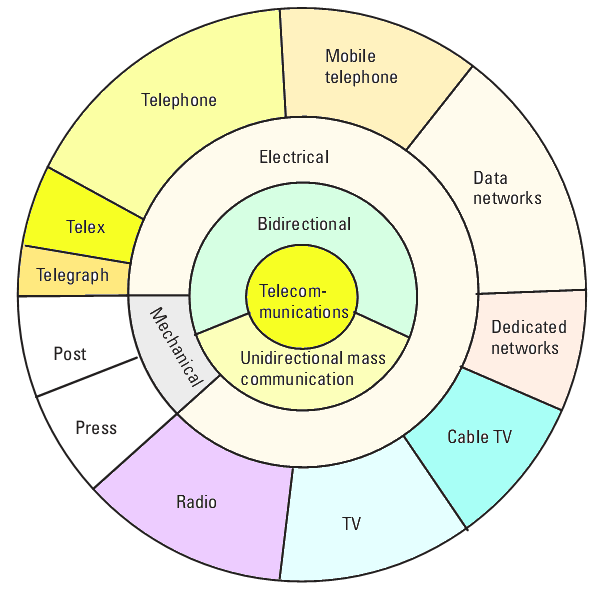 Mobile
telephone
Telephone
Electrical
Data
networks
Bidirectional
Telex
Telegraph
Telecom-
munications
Mechanical
Dedicated
networks
Post
Unidirectional mass
communication
Press
Cable TV
Radio
TV